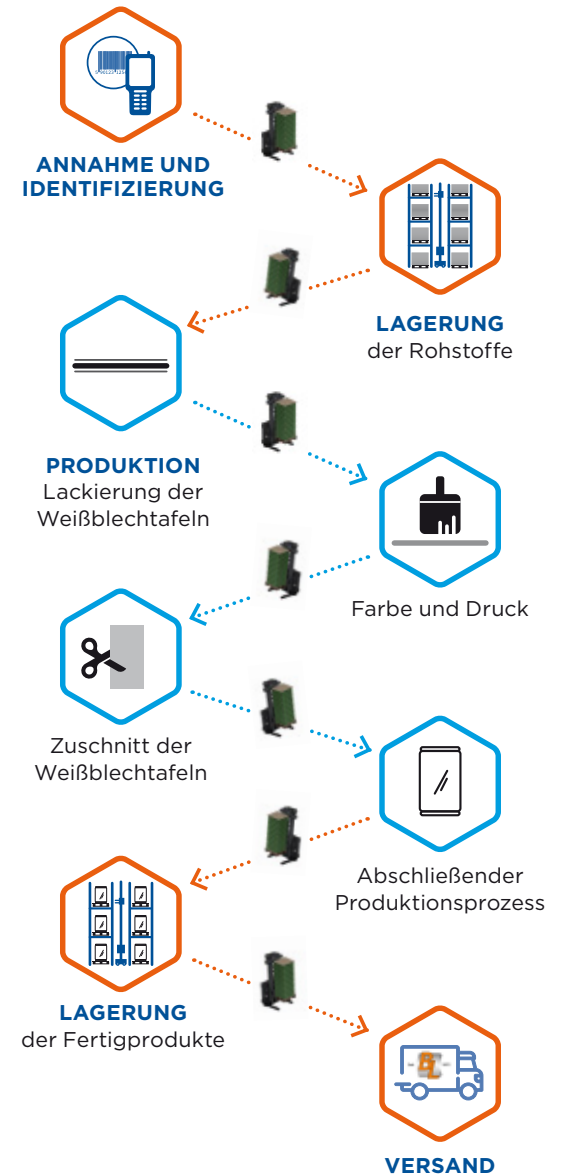 ANNAHME UND
IDENTIFIZIERUNG
LAGERUNG
der Rohstoffe
PRODUKTION
Lackierung der
Weißblechtafeln
Farbe und Druck
Zuschnitt der
Weißblechtafeln
Abschließender
Produktionsprozess
LAGERUNG
der Fertigprodukte
VERSAND